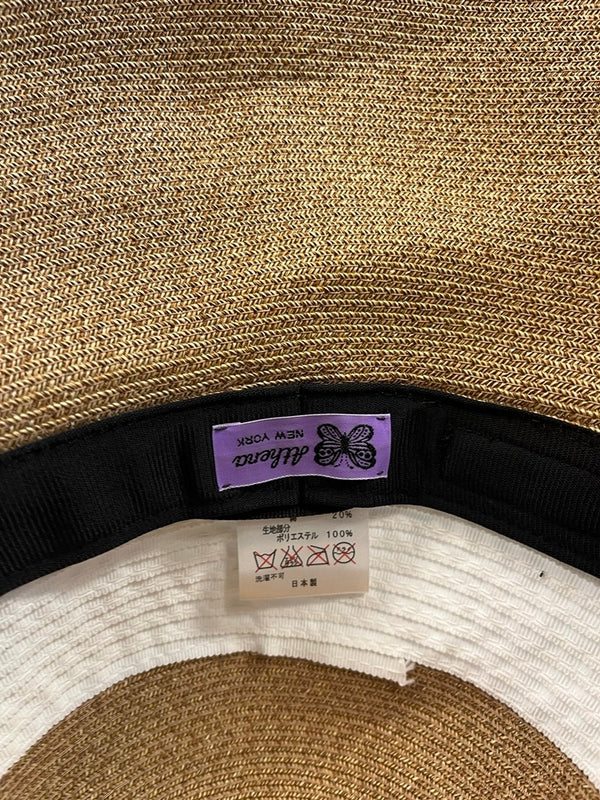 Athena
NEW YORK
20%
生地部分
ポリエステル 100%
洗濯不可
日本製